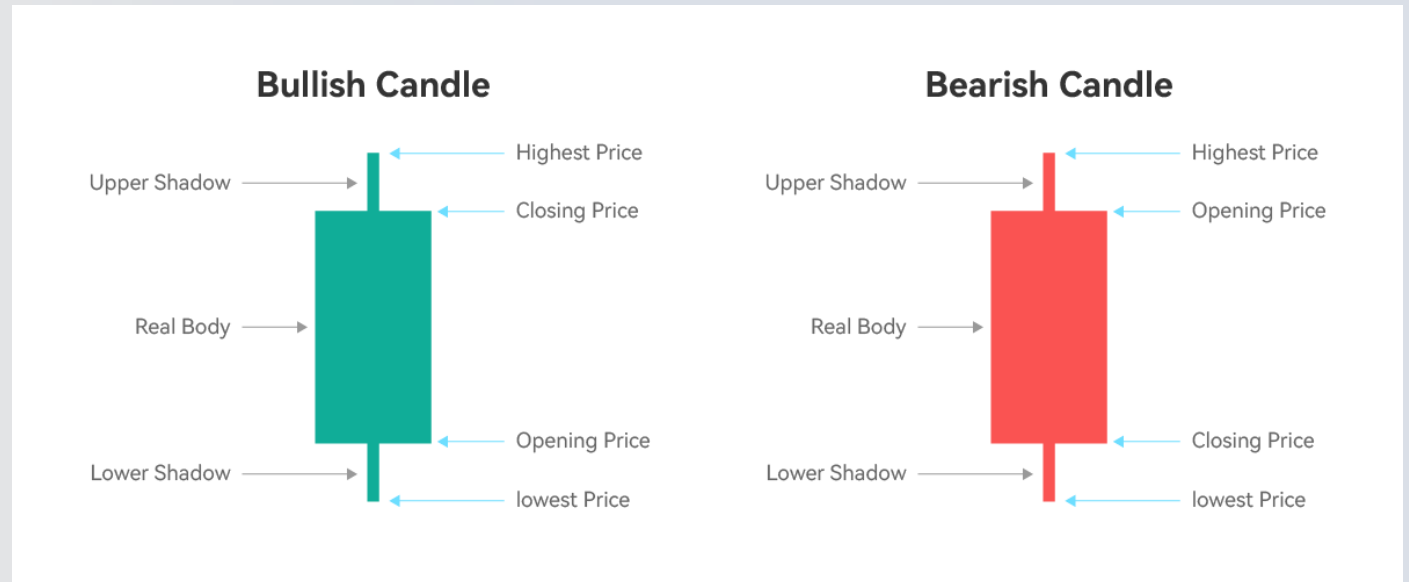 Bullish Candle
Upper Shadow
Real Body
Lower Shadow
Highest Price
Closing Price
Opening Price
lowest Price
Bearish Candle
Upper Shadow
Real Body
Lower Shadow
Highest Price
Opening Price
Closing Price
lowest Price